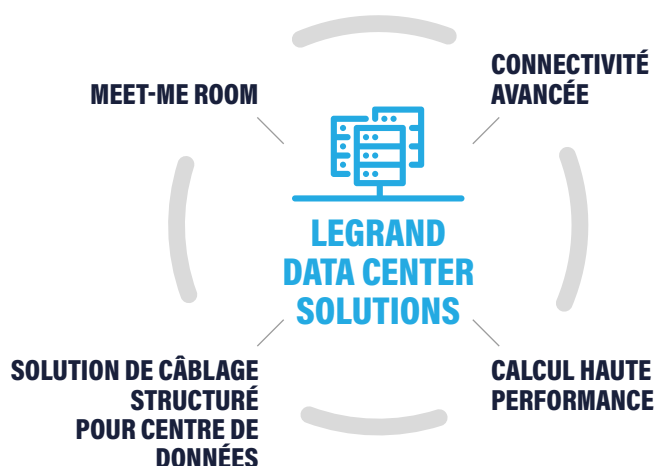 MEET-ME ROOM
CONNECTIVITÉ
AVANCÉE
LEGRAND
DATA CENTER
SOLUTIONS
SOLUTION DE CÂBLAGE
STRUCTURÉ
POUR CENTRE DE
DONNÉES
CALCUL HAUTE
PERFORMANCE